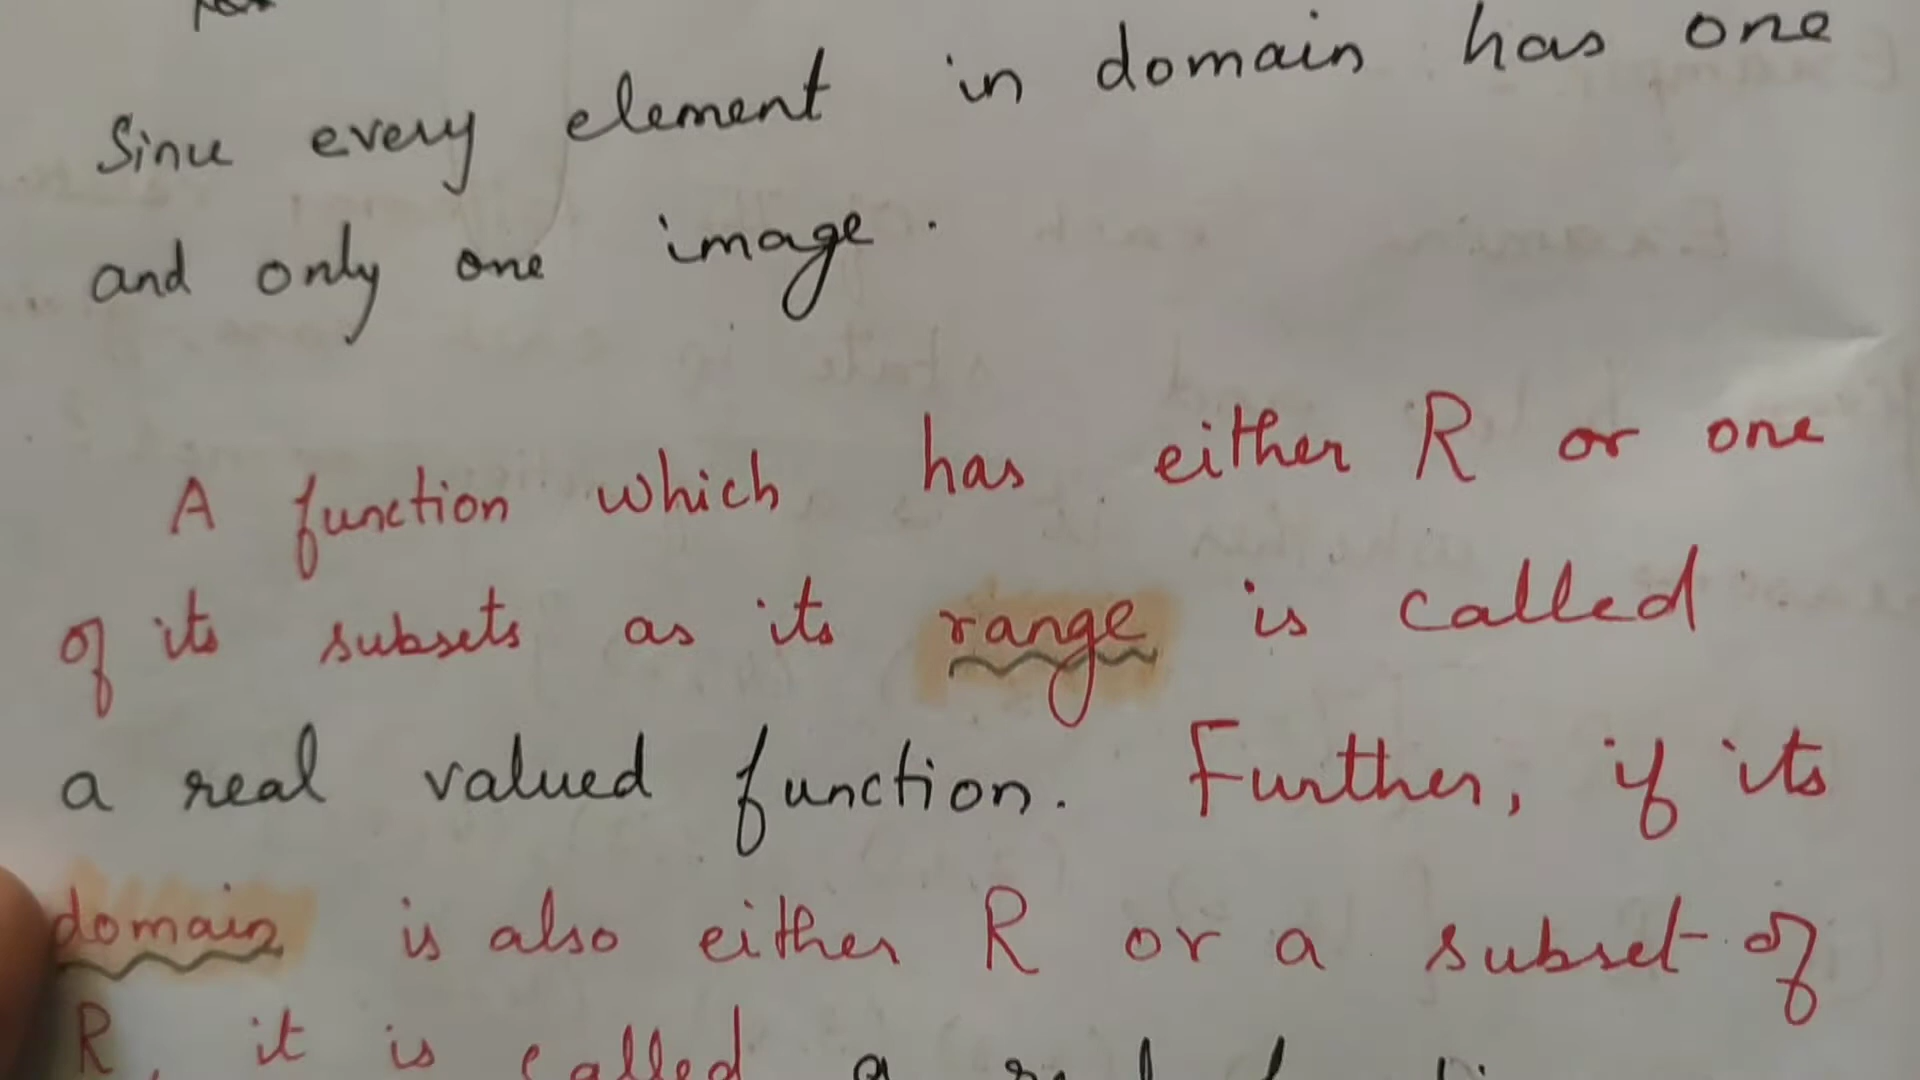 Since every element in domain has one
and only one image.
A function which has either R or one
of its subsets as its range is called
a real valued function. Further, if its
domain is also either R or a subset of
R, it is called a